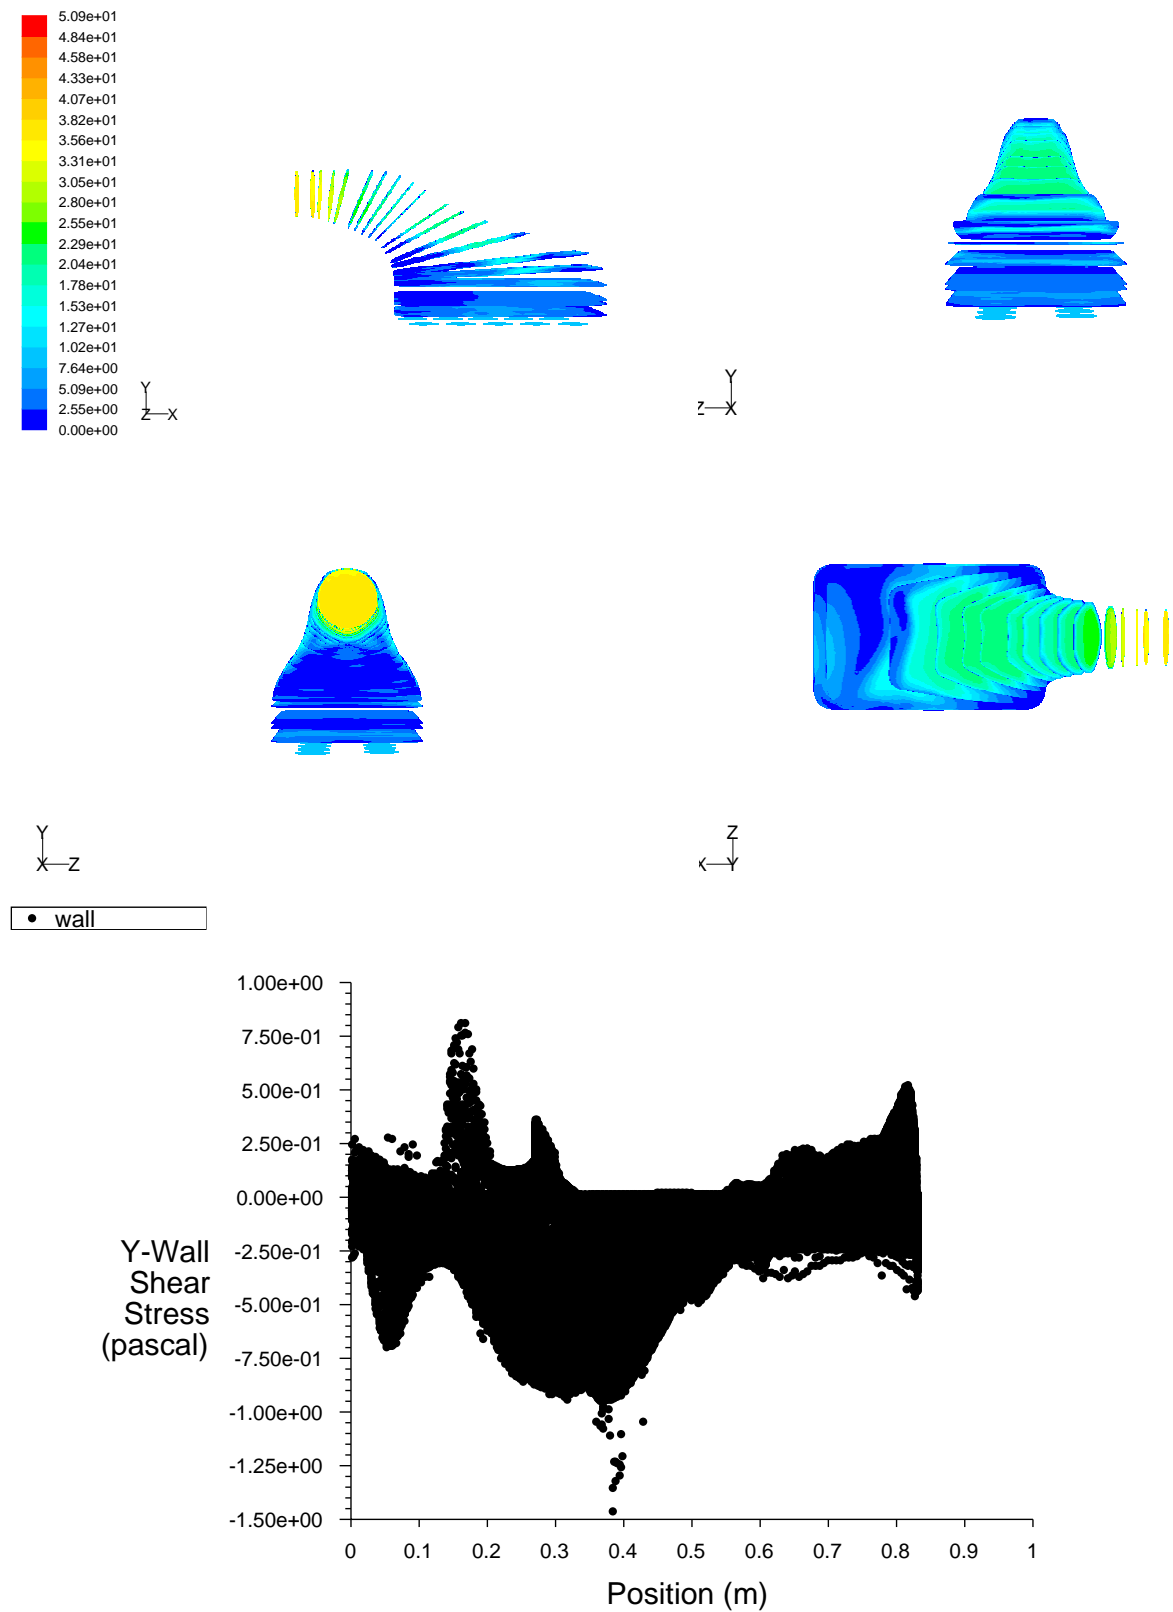 5.09e+01
4.84e+01
4.58e+01
4.33e+01
4.07e+01
3.82e+01
3.56e+01
3.31e+01
3.05e+01
2.80e+01
2.55e+01
2.29e+01
2.04e+01
1.78e+01
1.53e+01
1.27e+01
1.02e+01
7.64e+00
5.09e+00
2.55e+00
0.00e+00
Y
Z X
Y
Z X
Y
X Z
Z
X Y
wall
1.00e+00
7.50e-01
5.00e-01
2.50e-01
0.00e+00
-2.50e-01
-5.00e-01
-7.50e-01
-1.00e+00
-1.25e+00
-1.50e+00
Y-Wall
Shear
Stress
(pascal)
0 0.1 0.2 0.3 0.4 0.5 0.6 0.7 0.8 0.9 1
Position (m)